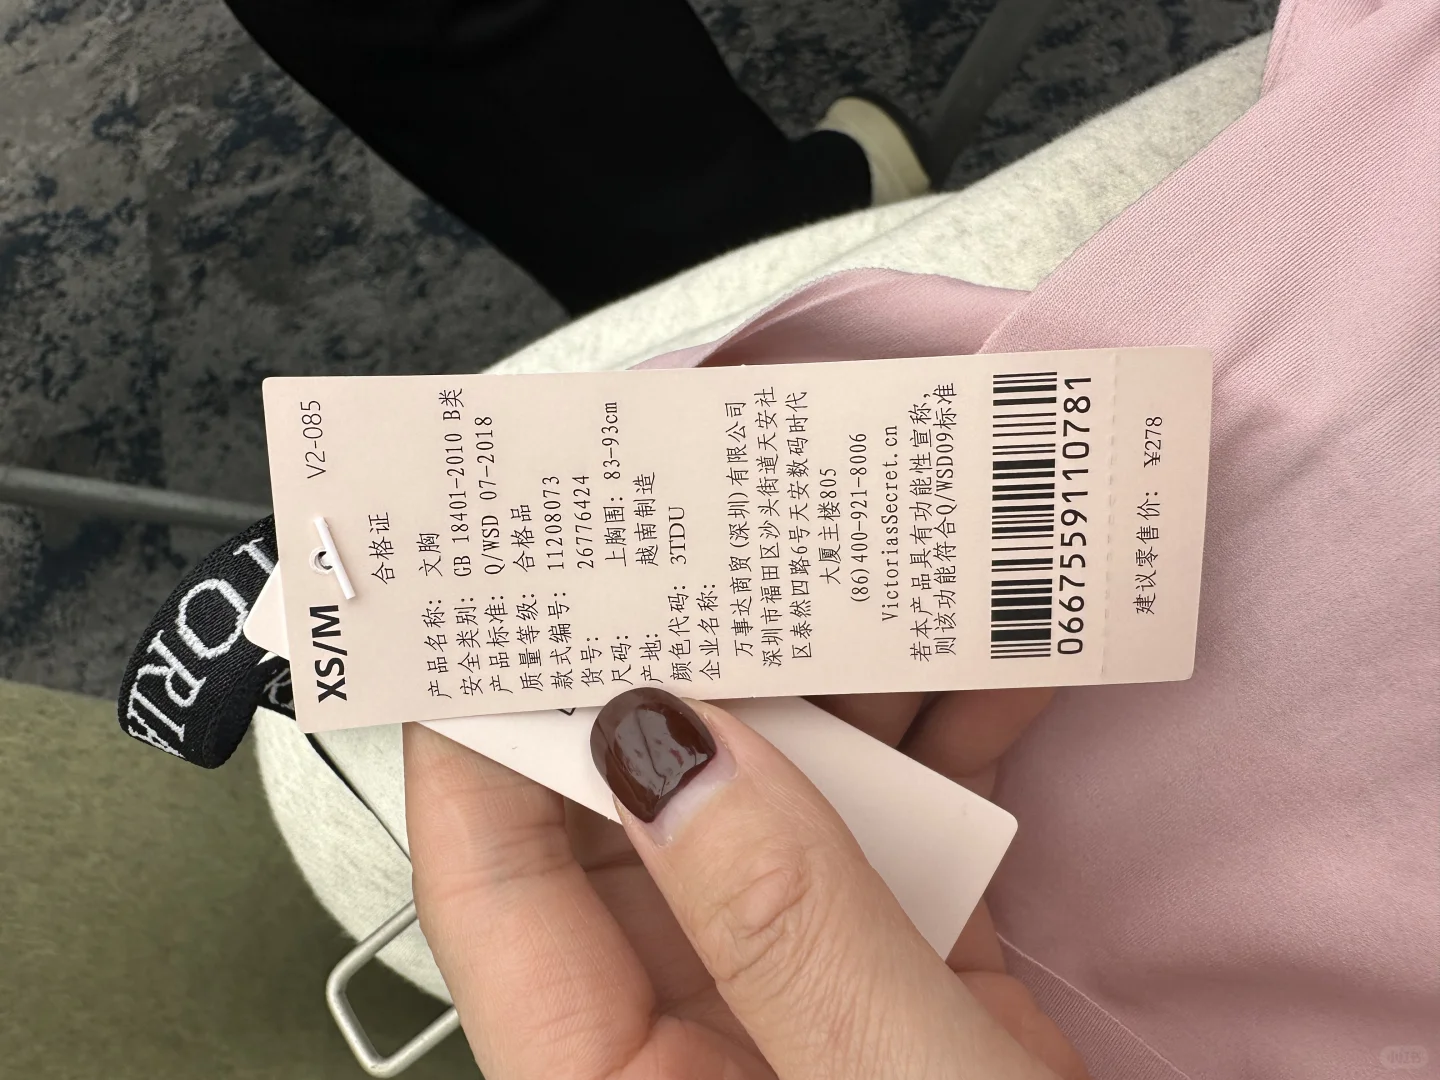 V2-085
XS/M
合格证
产品名称: 文胸
安全类别: GB 18401-2010 B类
产品标准: Q/WSD 07-2018
质量等级: 合格品
款式编号: 11208073
货号: 26776424
尺码: 上胸围: 83-93cm
产地: 越南制造
颜色代码: 3TDU
企业名称:
万事达商贸(深圳)有限公司
深圳市福田区沙头街道天安社
区泰然四路6号天安数码时代
大厦主楼805
(86)400-921-8006
VictoriasSecret.cn
若本产品具有功能性宣称,
则该功能符合Q/WSD09标准
0667559110781
建议零售价: ¥278
TORIA
小红书